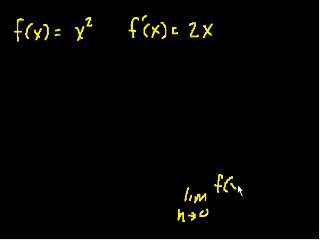 f(x) = x² f'(x) = 2x
lim f(
h→0